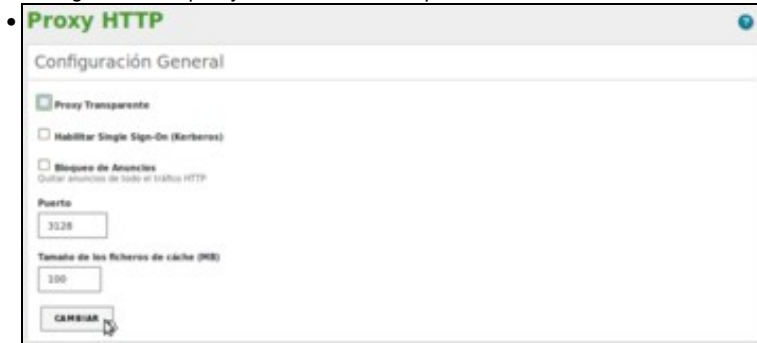 Proxy HTTP
Configuración General
Proxy Transparente
Habilitar Single Sign-On (Kerberos)
Bloqueo de Anuncios
Quitar anuncios de todo el tráfico HTTP
Puerto
3128
Tamaño de los ficheros de cáche (MB)
100
CAMBIAR